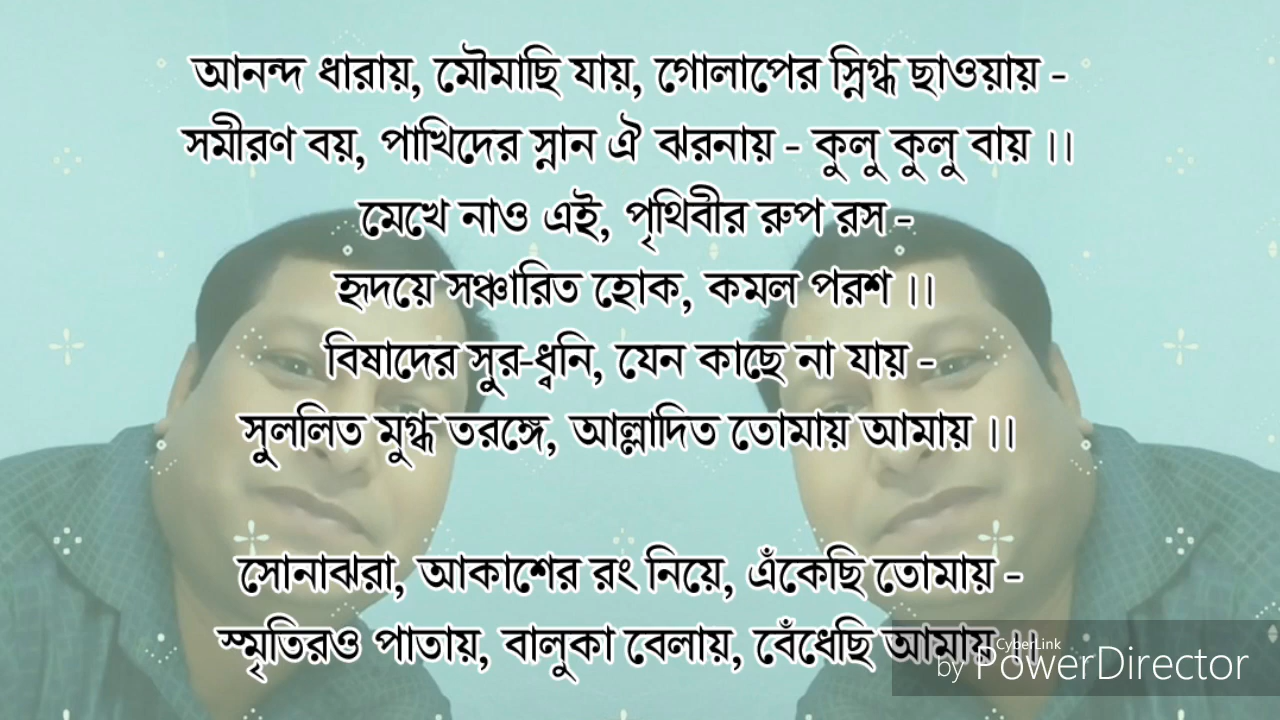 আনন্দ ধারায়, মৌমাছি যায়, গোলাপের স্নিগ্ধ ছাওয়ায় -
সমীরণ বয়, পাখিদের স্নান ঐ ঝরনায় - কুলু কুলু বায় ।।
মেখে নাও এই, পৃথিবীর রুপ রস -
হৃদয়ে সঞ্চারিত হোক, কমল পরশ ।।
বিষাদের সুর-ধ্বনি, যেন কাছে না যায় -
সুললিত মুগ্ধ তরঙ্গে, আল্লাদিত তোমায় আমায় ।।
সোনাঝরা, আকাশের রং নিয়ে, এঁকেছি তোমায় -
স্মৃতিরও পাতায়, বালুকা বেলায়, বেঁধেছি আমায় ।।
CyberLink
by PowerDirector